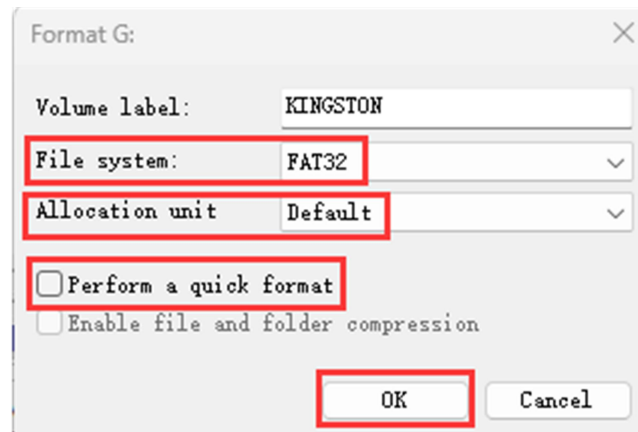 Format G:
Volume label: KINGSTON
File system: FAT32
Allocation unit Default
Perform a quick format
Enable file and folder compression
OK Cancel